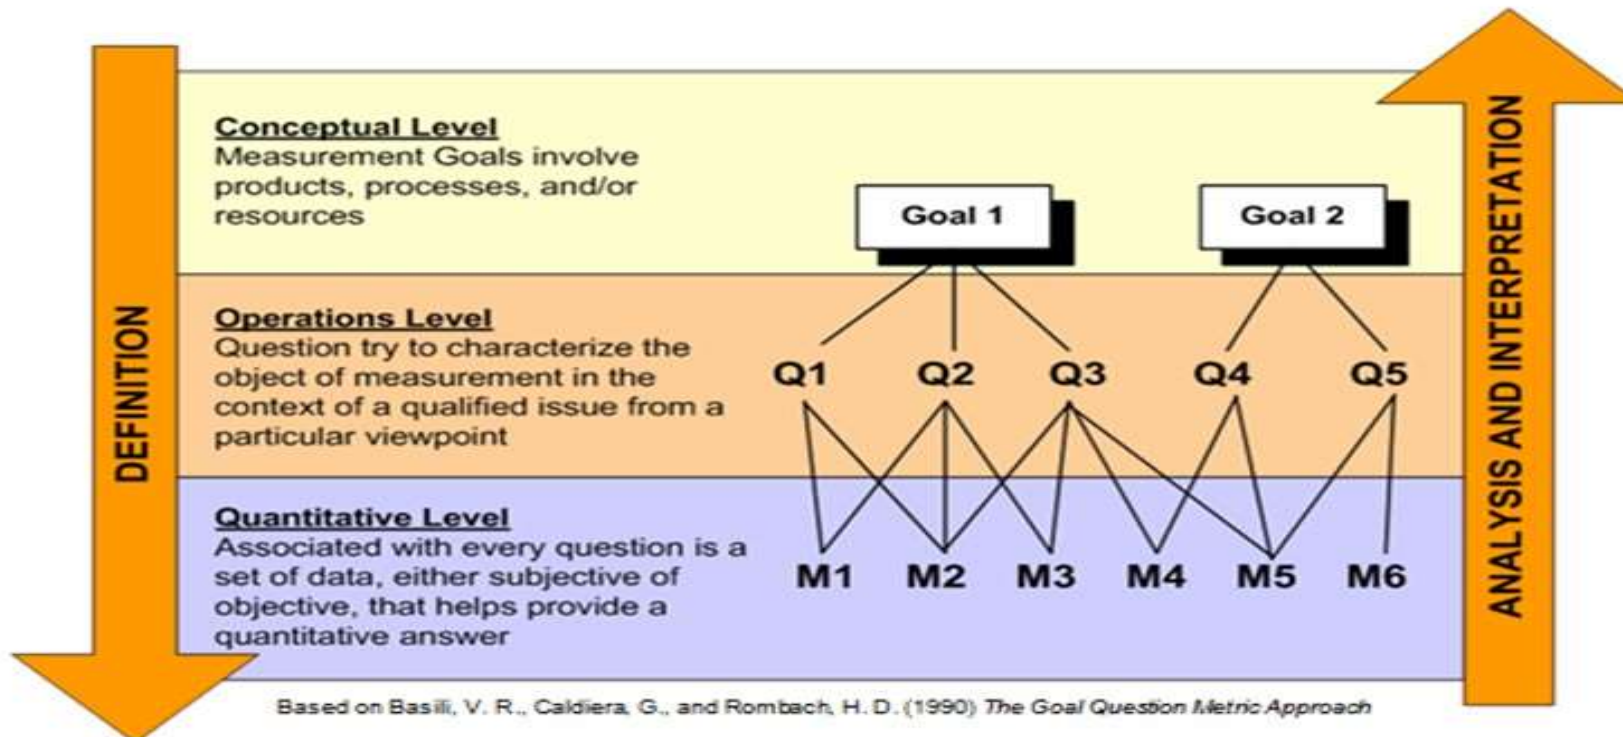 DEFINITION
Conceptual Level
Measurement Goals involve
products, processes, and/or
resources
Goal 1
Goal 2
Operations Level
Question try to characterize the
object of measurement in the
context of a qualified issue from a
particular viewpoint
Q1 Q2 Q3 Q4 Q5
Quantitative Level
Associated with every question is a
set of data, either subjective of
objective, that helps provide a
quantitative answer
M1 M2 M3 M4 M5 M6
ANALYSIS AND INTERPRETATION
Based on Basili, V. R., Caldiera, G., and Rombach, H. D. (1990) The Goal Question Metric Approach